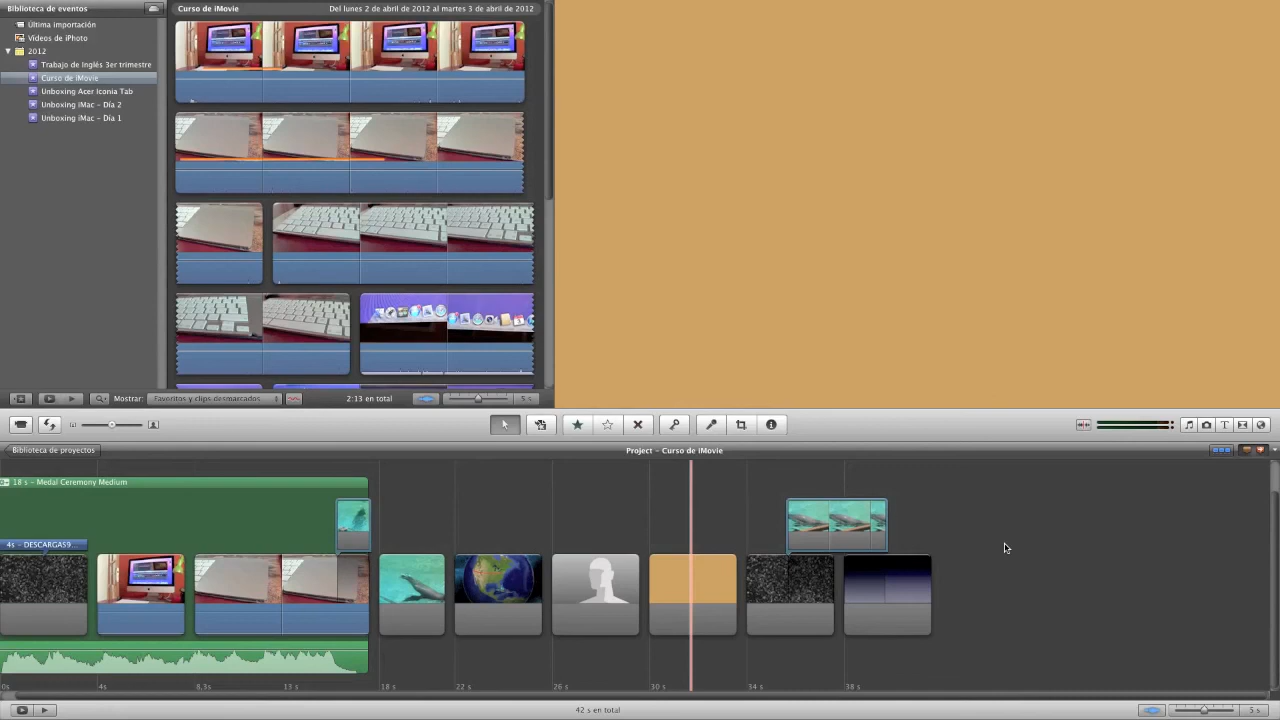 Biblioteca de eventos
Última importación
Vídeos de iPhoto
2012
Trabajo de Inglés 3er trimestre
Curso de iMovie
Unboxing Acer Iconia Tab
Unboxing iMac – Día 2
Unboxing iMac – Día 1
Curso de iMovie
Del lunes 2 de abril de 2012 al martes 3 de abril de 2012
Mostrar:
Favoritos y clips desmarcados
2:13 en total
5 s
Biblioteca de proyectos
Project – Curso de iMovie
18 s – Medal Ceremony Medium
4s – DESCARGAS9...
0s
4s
8,3s
13 s
18 s
22 s
26 s
30 s
34 s
38 s
42 s en total
5 s